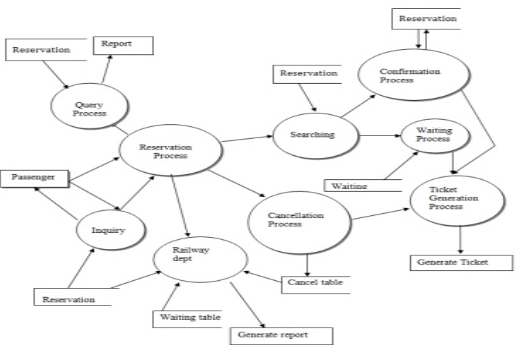 Reservation
Reservation
Report
Reservation
Confirmation
Process
Query
Process
Searching
Waiting
Process
Reservation
Process
Passenger
Waiting
Ticket
Generation
Process
Cancellation
Process
Inquiry
Railway
dept
Generate Ticket
Cancel table
Reservation
Waiting table
Generate report